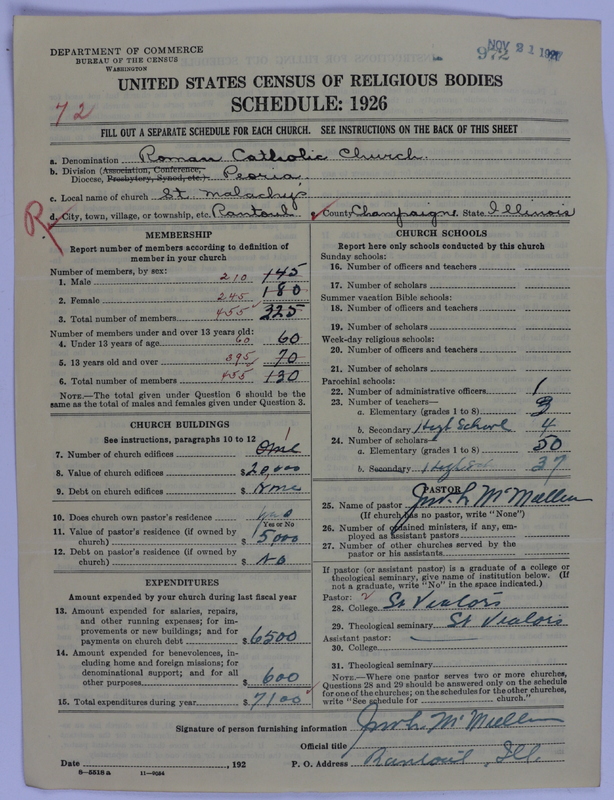 DEPARTMENT OF COMMERCE
BUREAU OF THE CENSUS
WASHINGTON
NOV 21 1927
972
UNITED STATES CENSUS OF RELIGIOUS BODIES
SCHEDULE: 1926
72
FILL OUT A SEPARATE SCHEDULE FOR EACH CHURCH. SEE INSTRUCTIONS ON THE BACK OF THIS SHEET
a. Denomination Roman Catholic Church.
b. Division (Association, Conference,
Diocese, Presbytery, Synod, etc.) Peoria.
c. Local name of church St. Malachy's
R
d. City, town, village, or township, etc. Rantoul County Champaign State Illinois
MEMBERSHIP
Report number of members according to definition of
member in your church
Number of members, by sex:
1. Male 210 145
2. Female 245 180
3. Total number of members 455 325
Number of members under and over 13 years old:
4. Under 13 years of age 60 60
5. 13 years old and over 395 70
6. Total number of members 455 130
NOTE.—The total given under Question 6 should be
the same as the total of males and females given under Question 3.
CHURCH BUILDINGS
See instructions, paragraphs 10 to 12
7. Number of church edifices One 1
8. Value of church edifices $20,000
9. Debt on church edifices $ None
10. Does church own pastor's residence Yes
Yes or No
11. Value of pastor's residence (if owned by
church) $ 5,000
12. Debt on pastor's residence (if owned by
church) $ No
EXPENDITURES
Amount expended by your church during last fiscal year
13. Amount expended for salaries, repairs,
and other running expenses; for im-
provements or new buildings; and for
payments on church debt $ 6500
14. Amount expended for benevolences, in-
cluding home and foreign missions; for
denominational support; and for all
other purposes $ 600
15. Total expenditures during year $ 7100
CHURCH SCHOOLS
Report here only schools conducted by this church
Sunday schools:
16. Number of officers and teachers
17. Number of scholars
Summer vacation Bible schools:
18. Number of officers and teachers
19. Number of scholars
Week-day religious schools:
20. Number of officers and teachers
21. Number of scholars
Parochial schools:
22. Number of administrative officers 1
23. Number of teachers—
a. Elementary (grades 1 to 8) 3
b. Secondary High School 4
24. Number of scholars—
a. Elementary (grades 1 to 8) 50
b. Secondary 37
PASTOR
25. Name of pastor Jno. L. McMullen
(If church has no pastor, write "None")
26. Number of ordained ministers, if any, em-
ployed as assistant pastors
27. Number of other churches served by the
pastor or his assistants
If pastor (or assistant pastor) is a graduate of a college or
theological seminary, give name of institution below. (If
not a graduate, write "No" in the space indicated.)
Pastor:
28. College St Viators
29. Theological seminary St Viators
Assistant pastor:
30. College
31. Theological seminary
NOTE.—Where one pastor serves two or more churches,
Questions 28 and 29 should be answered only on the schedule
for one of the churches; on the schedules for the other churches,
write "See schedule for church."
Signature of person furnishing information Jno. L. McMullen
Official title
Date , 192 P. O. Address Rantoul, Ill.
8—5518a 11—9584